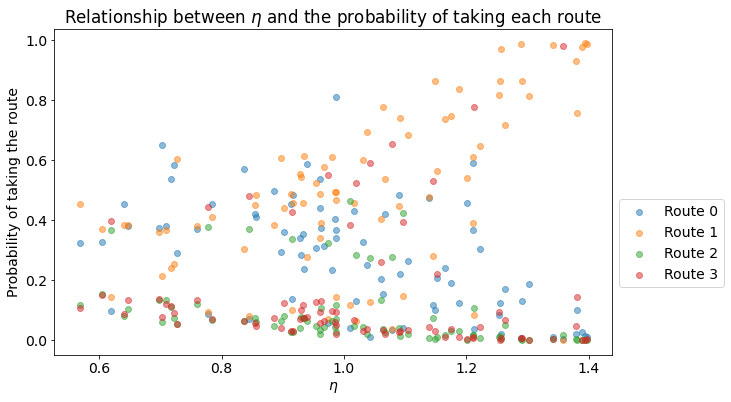 Relationship between η and the probability of taking each route
Probability of taking the route
1.0
0.8
0.6
0.4
0.2
0.0
0.6
0.8
1.0
1.2
1.4
η
Route 0
Route 1
Route 2
Route 3